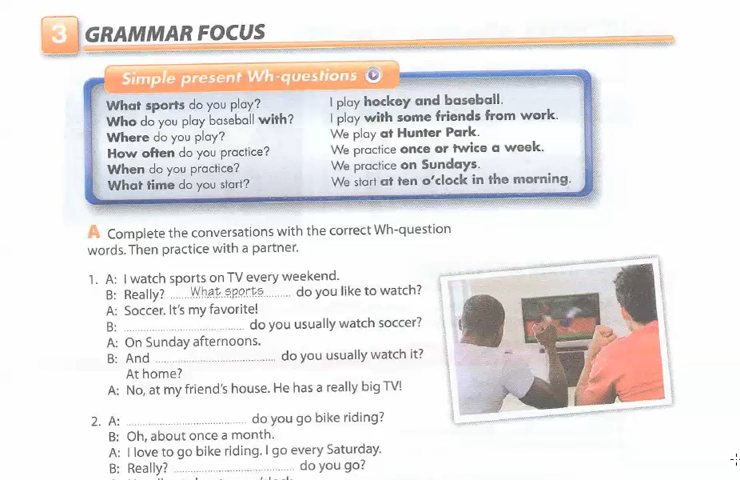 3 GRAMMAR FOCUS
Simple present Wh-questions
What sports do you play? I play hockey and baseball.
Who do you play baseball with? I play with some friends from work.
Where do you play? We play at Hunter Park.
How often do you practice? We practice once or twice a week.
When do you practice? We practice on Sundays.
What time do you start? We start at ten o'clock in the morning.
A Complete the conversations with the correct Wh-question
words. Then practice with a partner.
1. A: I watch sports on TV every weekend.
B: Really? What sports do you like to watch?
A: Soccer. It's my favorite!
B: ................................ do you usually watch soccer?
A: On Sunday afternoons.
B: And ................................ do you usually watch it?
At home?
A: No, at my friend's house. He has a really big TV!
2. A: ................................ do you go bike riding?
B: Oh, about once a month.
A: I love to go bike riding. I go every Saturday.
B: Really? ................................ do you go?